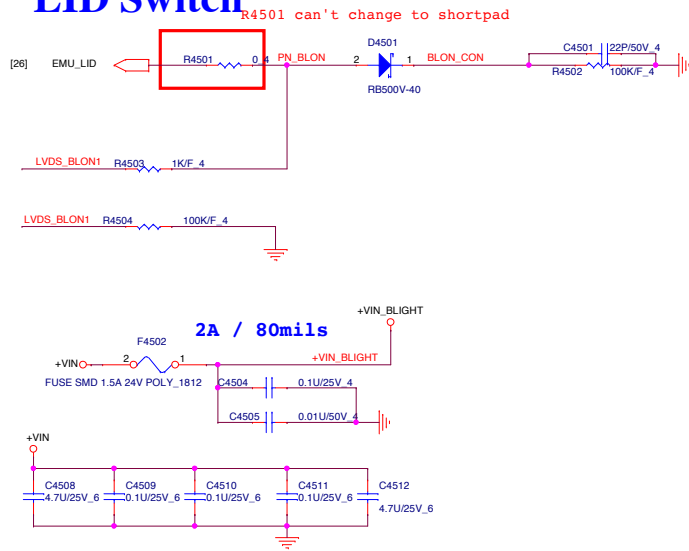 LID Switch
R4501 can't change to shortpad
[26] EMU_LID R4501 0_4 PN_BLON 2 D4501 1 BLON_CON C4501 22P/50V_4
RB500V-40 R4502 100K/F_4
LVDS_BLON1 R4503 1K/F_4
LVDS_BLON1 R4504 100K/F_4
+VIN_BLIGHT
2A / 80mils
F4502
+VIN 2 1 +VIN_BLIGHT
FUSE SMD 1.5A 24V POLY_1812 C4504 0.1U/25V_4
C4505 0.01U/50V_4
+VIN
C4508 C4509 C4510 C4511 C4512
4.7U/25V_6 0.1U/25V_6 0.1U/25V_6 0.1U/25V_6
4.7U/25V_6